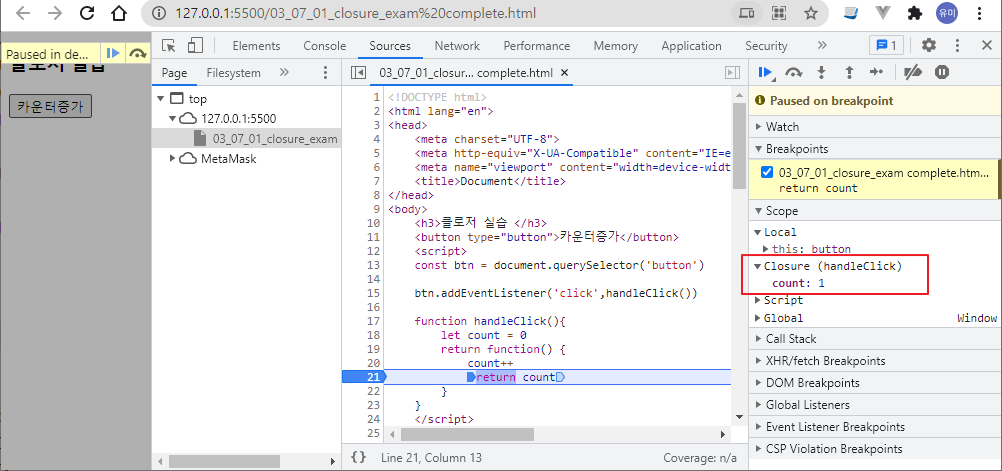 127.0.0.1:5500/03_07_01_closure_exam%20complete.html
유미
Paused in de...
클로저 실습
카운터증가
Elements Console Sources Network Performance Memory Application Security » 1
Page Filesystem »
top
127.0.0.1:5500
03_07_01_closure_exam
MetaMask
03_07_01_closur... complete.html ×
1 <!DOCTYPE html>
2 <html lang="en">
3 <head>
4 <meta charset="UTF-8">
5 <meta http-equiv="X-UA-Compatible" content="IE=e
6 <meta name="viewport" content="width=device-widt
7 <title>Document</title>
8 </head>
9 <body>
10 <h3>클로저 실습 </h3>
11 <button type="button">카운터증가</button>
12 <script>
13 const btn = document.querySelector('button')
14
15 btn.addEventListener('click',handleClick())
16
17 function handleClick(){
18 let count = 0
19 return function() {
20 count++
21 return count
22 }
23 }
24 </script>
25
{} Line 21, Column 13 Coverage: n/a
Paused on breakpoint
Watch
Breakpoints
03_07_01_closure_exam complete.htm...
return count
Scope
Local
this: button
Closure (handleClick)
count: 1
Script
Global Window
Call Stack
XHR/fetch Breakpoints
DOM Breakpoints
Global Listeners
Event Listener Breakpoints
CSP Violation Breakpoints